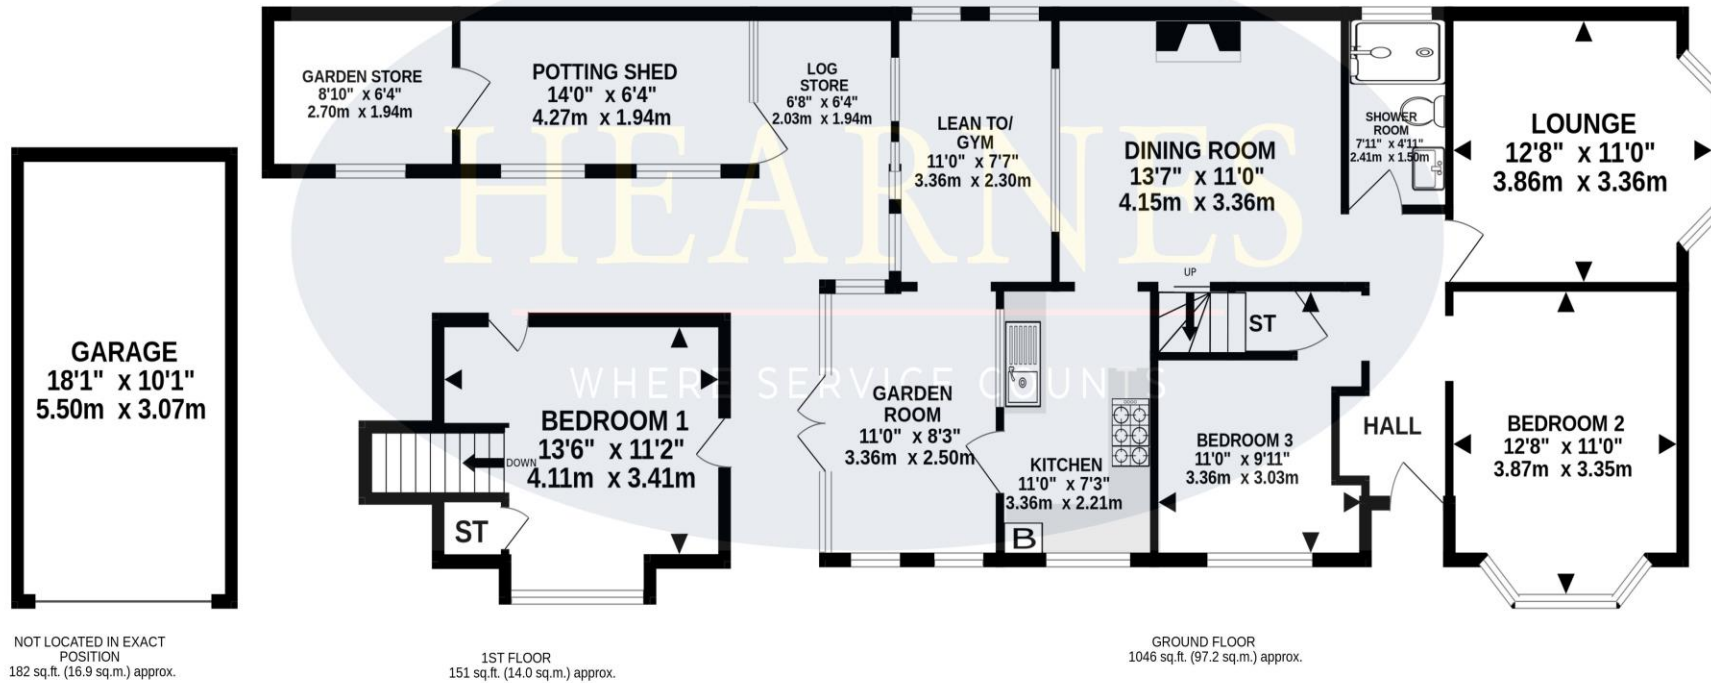 GARDEN STORE
8'10" x 6'4"
2.70m x 1.94m
POTTING SHED
14'0" x 6'4"
4.27m x 1.94m
LOG
STORE
6'8" x 6'4"
2.03m x 1.94m
LEAN TO/
GYM
11'0" x 7'7"
3.36m x 2.30m
DINING ROOM
13'7" x 11'0"
4.15m x 3.36m
SHOWER
ROOM
7'11" x 4'11"
2.41m x 1.50m
LOUNGE
12'8" x 11'0"
3.86m x 3.36m
HEARNES
WHERE SERVICE COUNTS
GARAGE
18'1" x 10'1"
5.50m x 3.07m
BEDROOM 1
13'6" x 11'2"
4.11m x 3.41m
DOWN
ST
GARDEN
ROOM
11'0" x 8'3"
3.36m x 2.50m
KITCHEN
11'0" x 7'3"
3.36m x 2.21m
B
UP
ST
BEDROOM 3
11'0" x 9'11"
3.36m x 3.03m
HALL
BEDROOM 2
12'8" x 11'0"
3.87m x 3.35m
NOT LOCATED IN EXACT
POSITION
182 sq.ft. (16.9 sq.m.) approx.
1ST FLOOR
151 sq.ft. (14.0 sq.m.) approx.
GROUND FLOOR
1046 sq.ft. (97.2 sq.m.) approx.